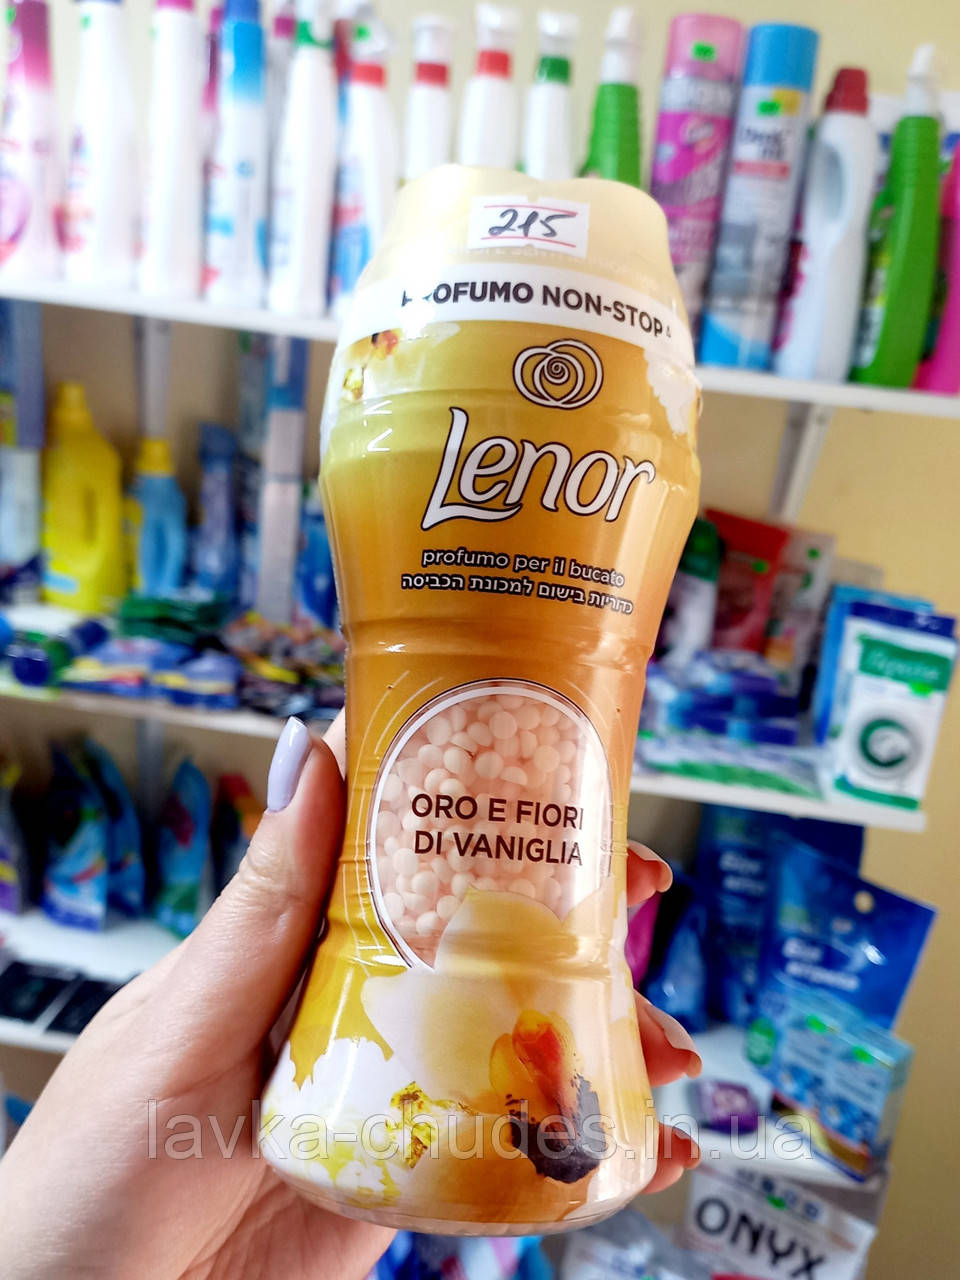 215
PROFUMO NON-STOP
Lenor
profumo per il bucato
כדוריות בישום למכונת הכביסה
ORO E FIORI
DI VANIGLIA
lavka-chudes.in.ua
ONYX